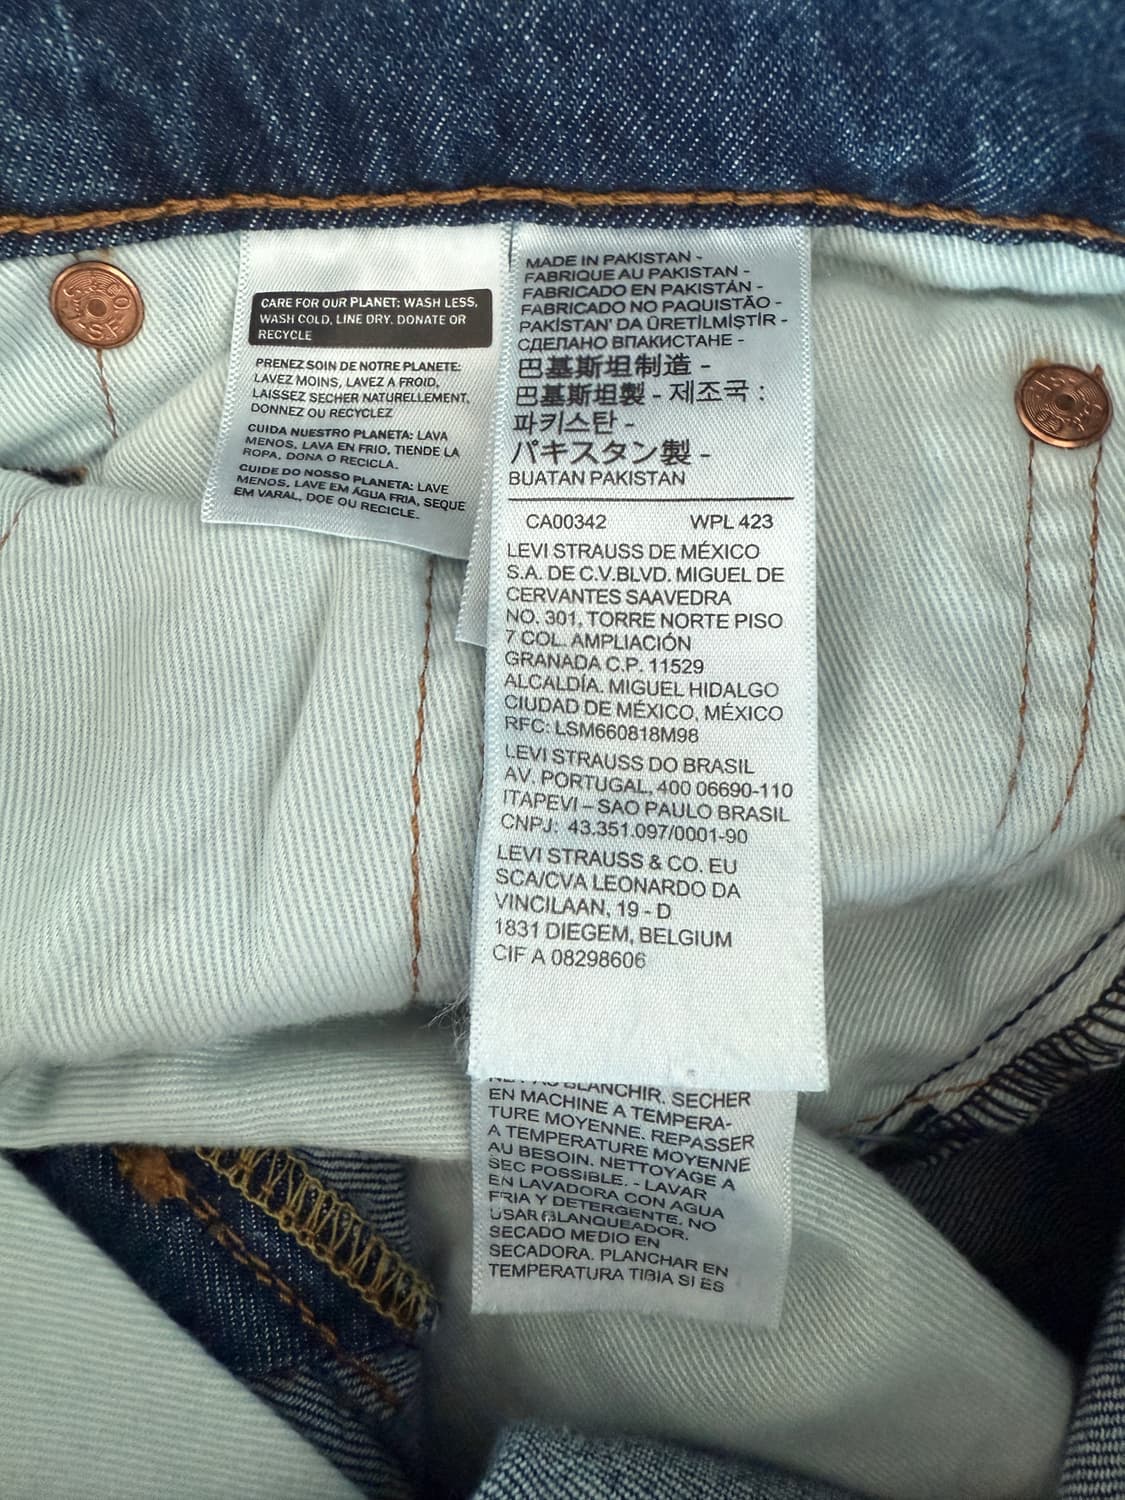 CARE FOR OUR PLANET: WASH LESS,
WASH COLD, LINE DRY, DONATE OR
RECYCLE
PRENEZ SOIN DE NOTRE PLANETE:
LAVEZ MOINS, LAVEZ A FROID,
LAISSEZ SECHER NATURELLEMENT,
DONNEZ OU RECYCLEZ
CUIDA NUESTRO PLANETA: LAVA
MENOS, LAVA EN FRIO, TIENDE LA
ROPA, DONA O RECICLA.
CUIDE DO NOSSO PLANETA: LAVE
MENOS, LAVE EM ÁGUA FRIA, SEQUE
EM VARAL, DOE OU RECICLE.
MADE IN PAKISTAN -
FABRIQUE AU PAKISTAN -
FABRICADO EN PAKISTÁN -
FABRICADO NO PAQUISTÃO -
PAKİSTAN' DA ÜRETİLMİŞTİR -
СДЕЛАНО ВПАКИСТАНЕ -
巴基斯坦制造 -
巴基斯坦製 - 제조국 :
파키스탄 -
パキスタン製 -
BUATAN PAKISTAN
CA00342 WPL 423
LEVI STRAUSS DE MÉXICO
S.A. DE C.V.BLVD. MIGUEL DE
CERVANTES SAAVEDRA
NO. 301, TORRE NORTE PISO
7 COL. AMPLIACIÓN
GRANADA C.P. 11529
ALCALDÍA. MIGUEL HIDALGO
CIUDAD DE MÉXICO, MÉXICO
RFC: LSM660818M98
LEVI STRAUSS DO BRASIL
AV. PORTUGAL, 400 06690-110
ITAPEVI – SAO PAULO BRASIL
CNPJ: 43.351.097/0001-90
LEVI STRAUSS & CO. EU
SCA/CVA LEONARDO DA
VINCILAAN, 19 - D
1831 DIEGEM, BELGIUM
CIF A 08298606
BLANCHIR. SECHER
EN MACHINE A TEMPERA-
TURE MOYENNE. REPASSER
A TEMPERATURE MOYENNE
AU BESOIN. NETTOYAGE A
SEC POSSIBLE. - LAVAR
EN LAVADORA CON AGUA
FRIA Y DETERGENTE. NO
USAR BLANQUEADOR.
SECADO MEDIO EN
SECADORA. PLANCHAR EN
TEMPERATURA TIBIA SI ES